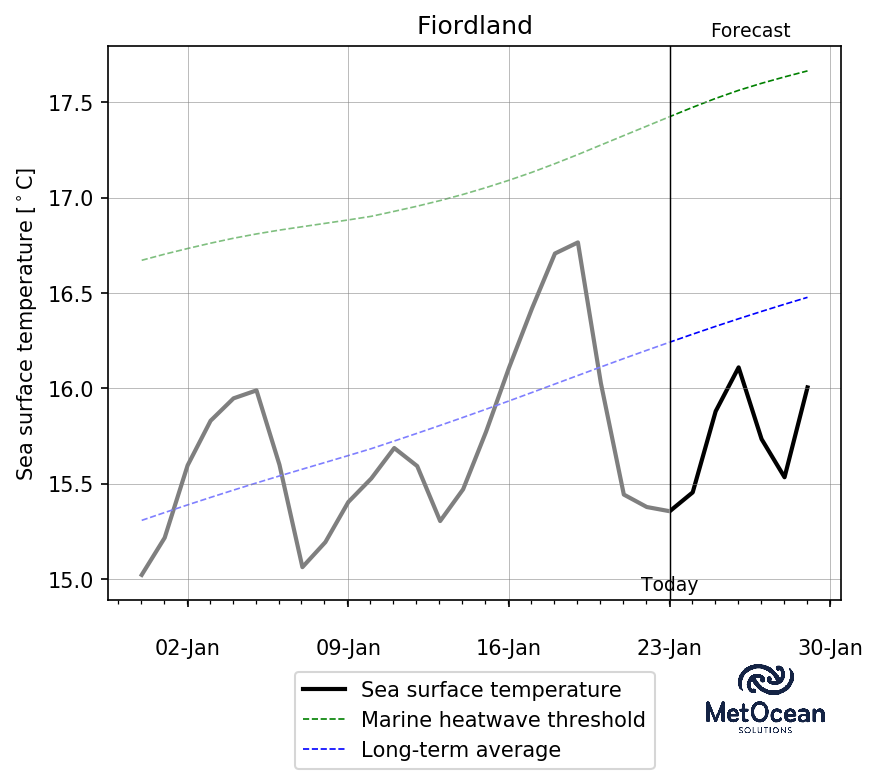 Fiordland
Forecast
Sea surface temperature [°C]
17.5
17.0
16.5
16.0
15.5
15.0
Today
02-Jan 09-Jan 16-Jan 23-Jan 30-Jan
Sea surface temperature
Marine heatwave threshold
Long-term average
MetOcean
SOLUTIONS